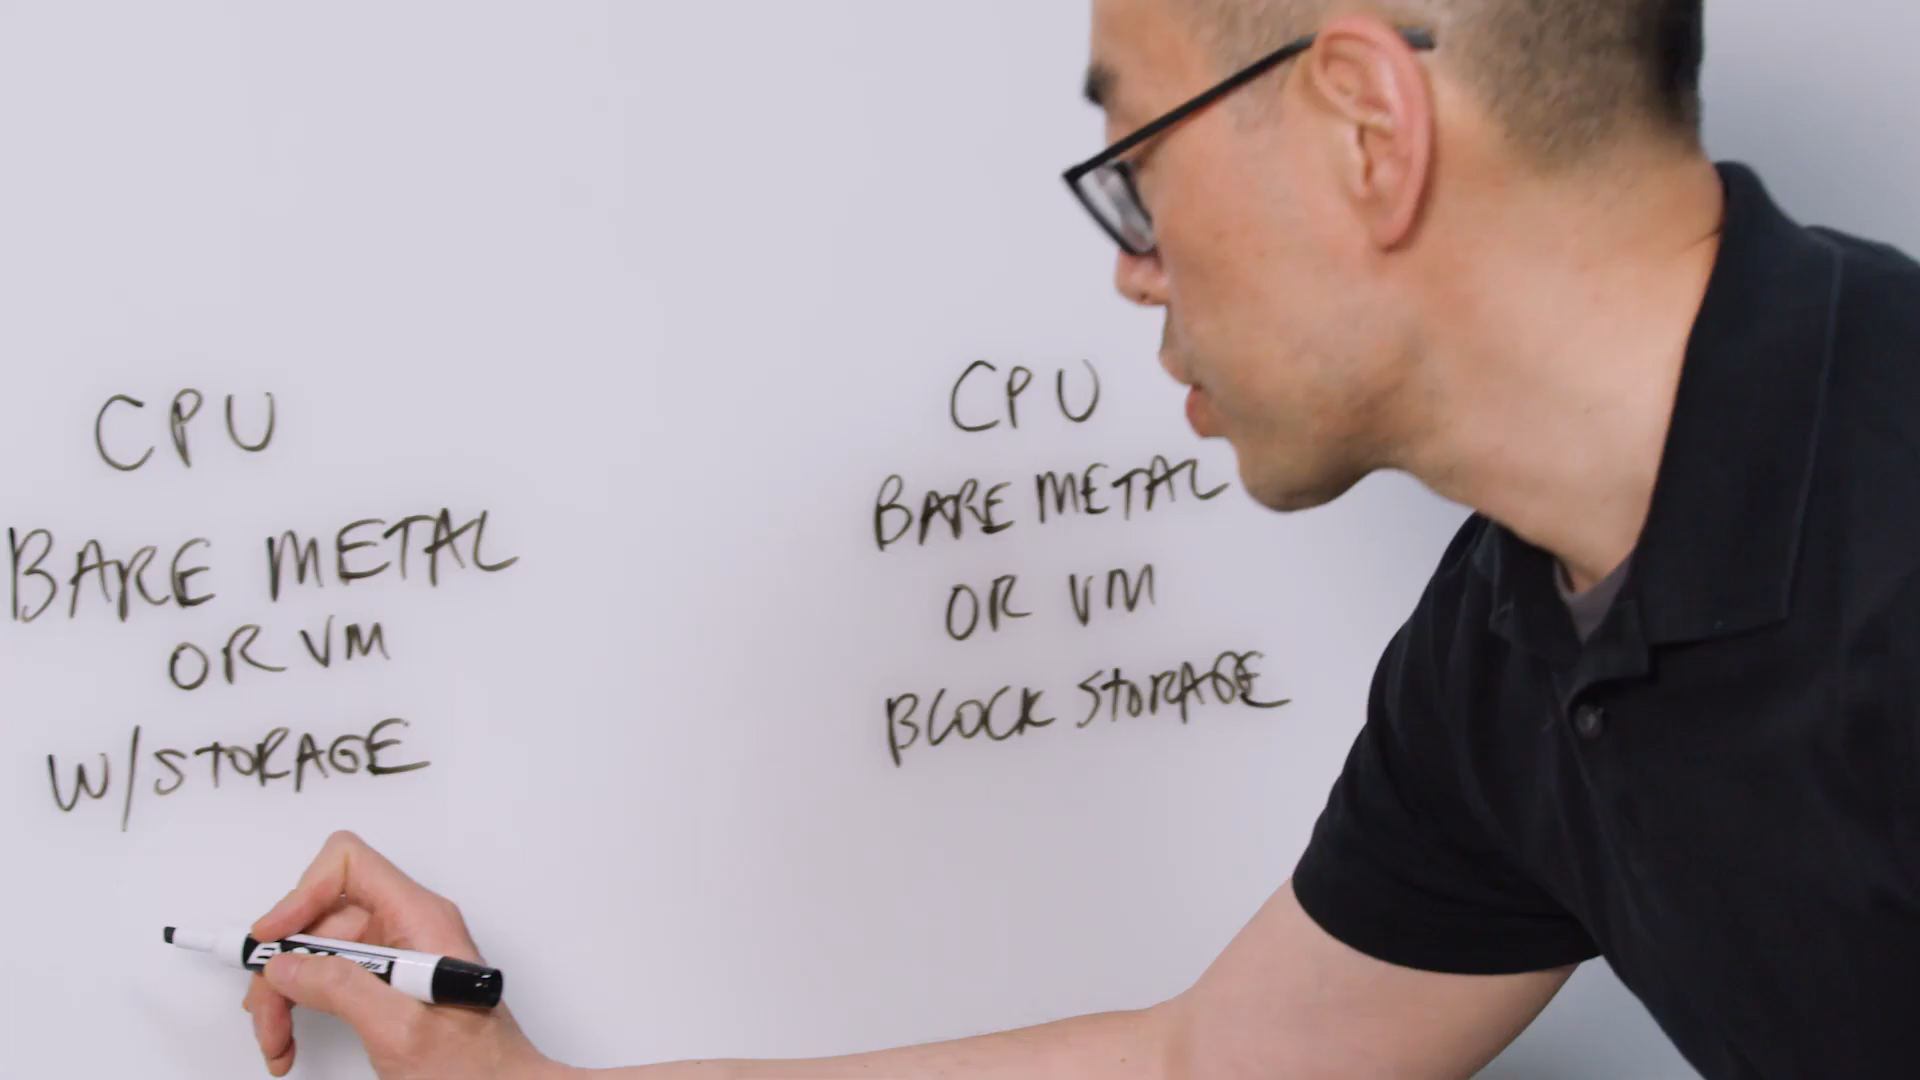 CPU
BARE METAL
OR VM
W/STORAGE
CPU
BARE METAL
OR VM
BLOCK STORAGE